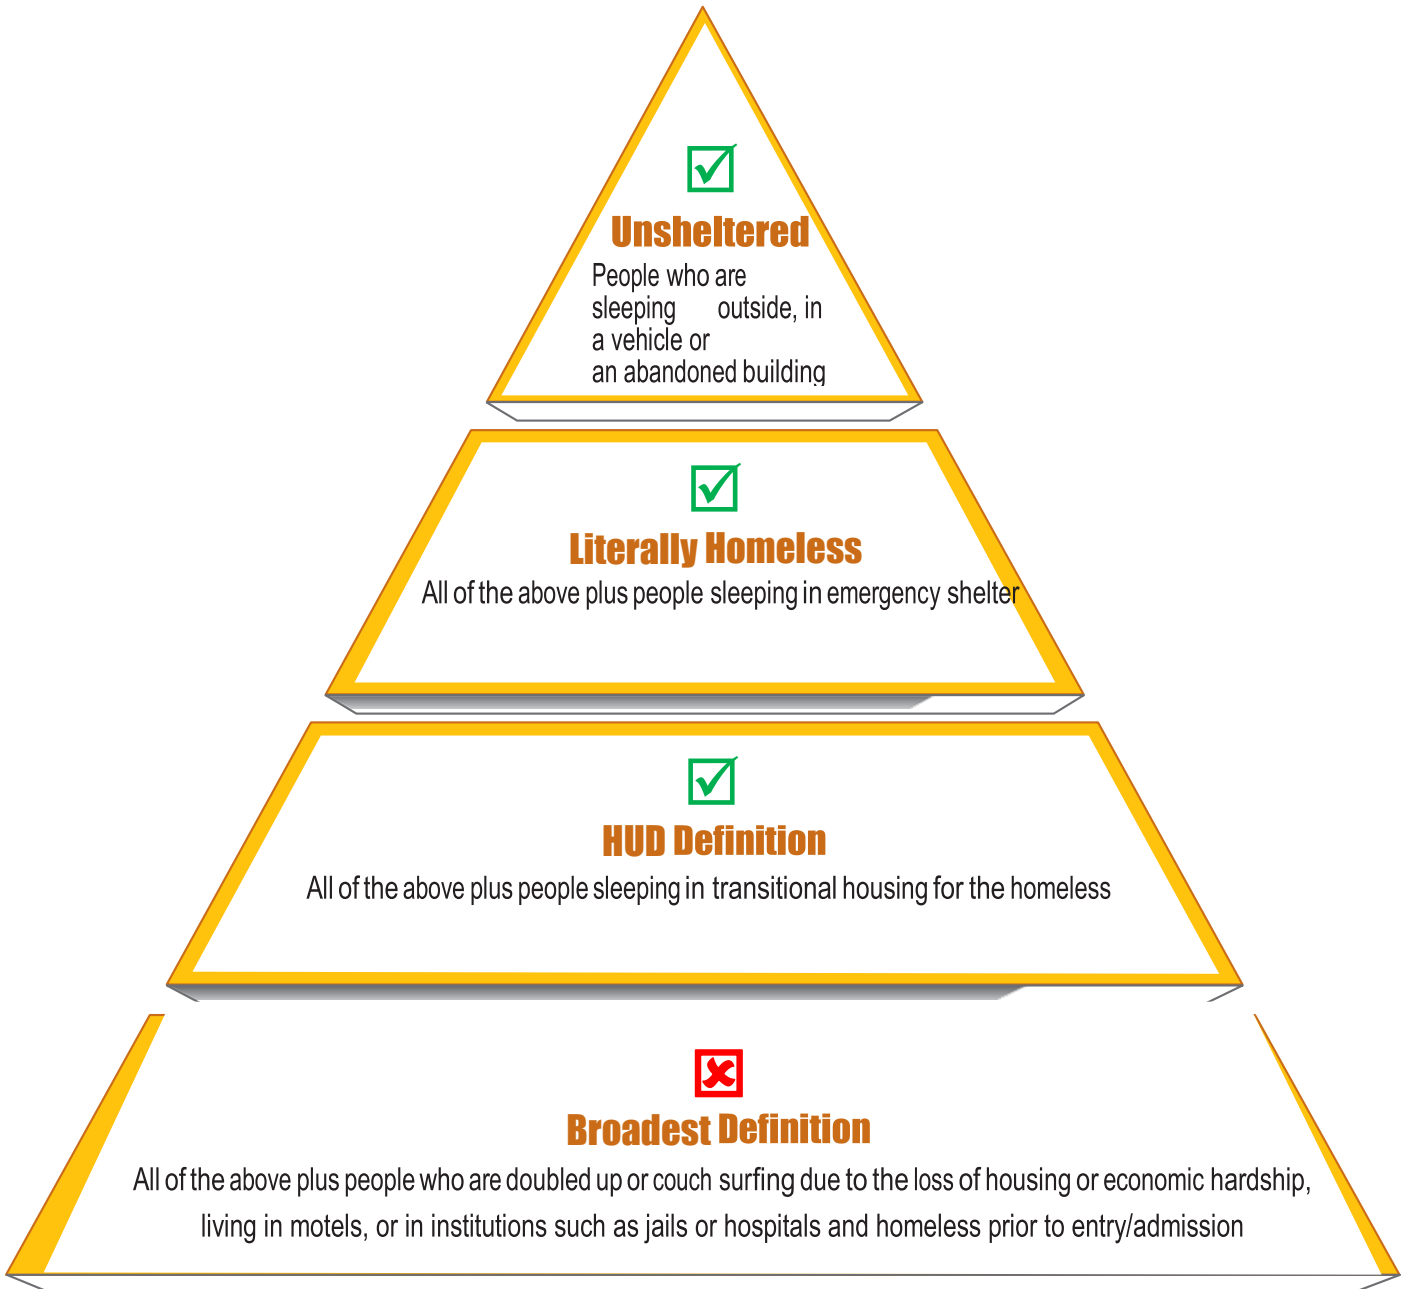 Unsheltered
People who are
sleeping outside, in
a vehicle or
an abandoned building
Literally Homeless
All of the above plus people sleeping in emergency shelter
HUD Definition
All of the above plus people sleeping in transitional housing for the homeless
Broadest Definition
All of the above plus people who are doubled up or couch surfing due to the loss of housing or economic hardship,
living in motels, or in institutions such as jails or hospitals and homeless prior to entry/admission